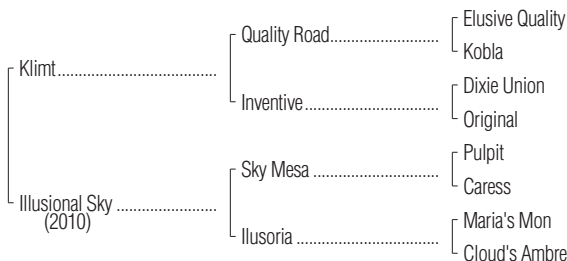 Elusive Quality
Quality Road
Kobla
Klimt
Dixie Union
Inventive
Original
Pulpit
Sky Mesa
Caress
Illusional Sky
(2010)
Maria's Mon
Ilusoria
Cloud's Ambre